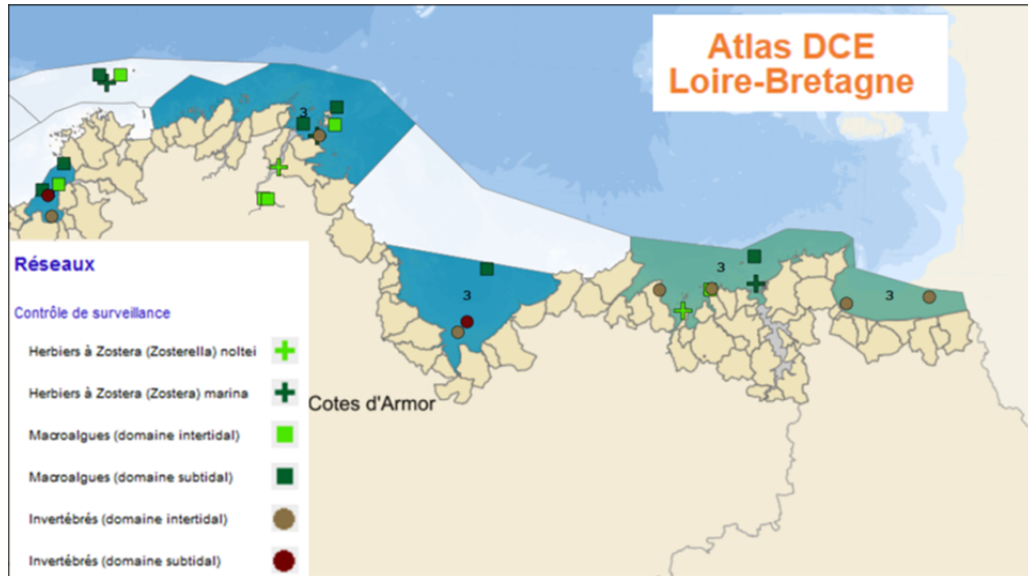 Atlas DCE
Loire-Bretagne
3
3
3
3
Réseaux
Contrôle de surveillance
Herbiers à Zostera (Zosterella) noltei
Herbiers à Zostera (Zostera) marina
Cotes d'Armor
Macroalgues (domaine intertidal)
Macroalgues (domaine subtidal)
Invertébrés (domaine intertidal)
Invertébrés (domaine subtidal)